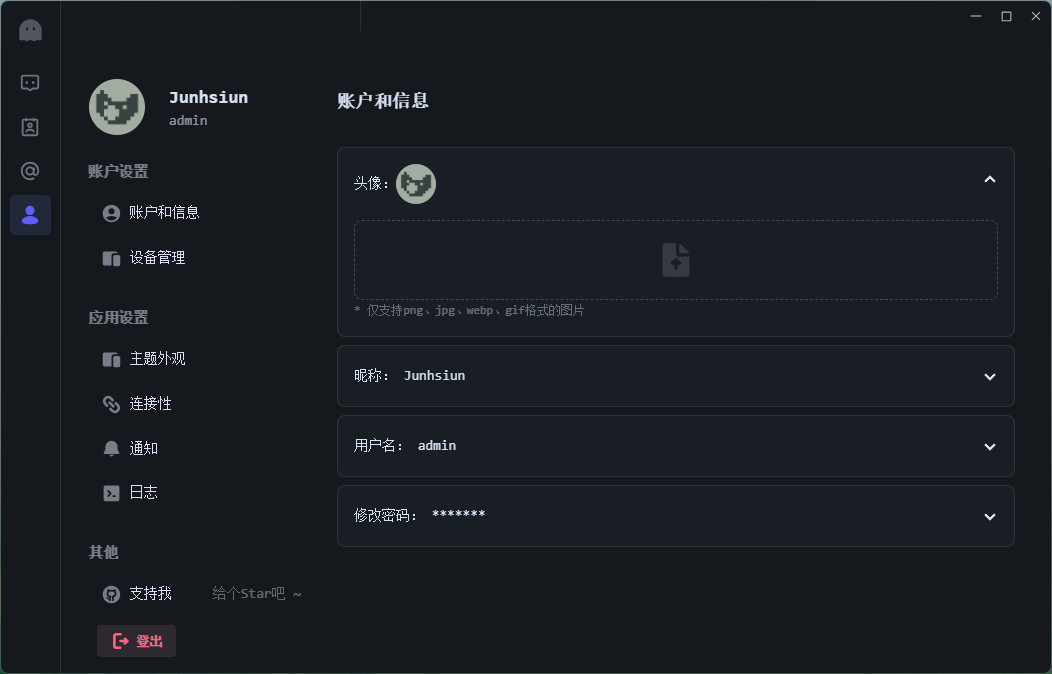 Junhsiun
admin
账户设置
账户和信息
设备管理
应用设置
主题外观
连接性
通知
日志
其他
支持我 给个Star吧 ~
登出
账户和信息
头像：
* 仅支持png、jpg、webp、gif格式的图片
昵称： Junhsiun
用户名： admin
修改密码： *******